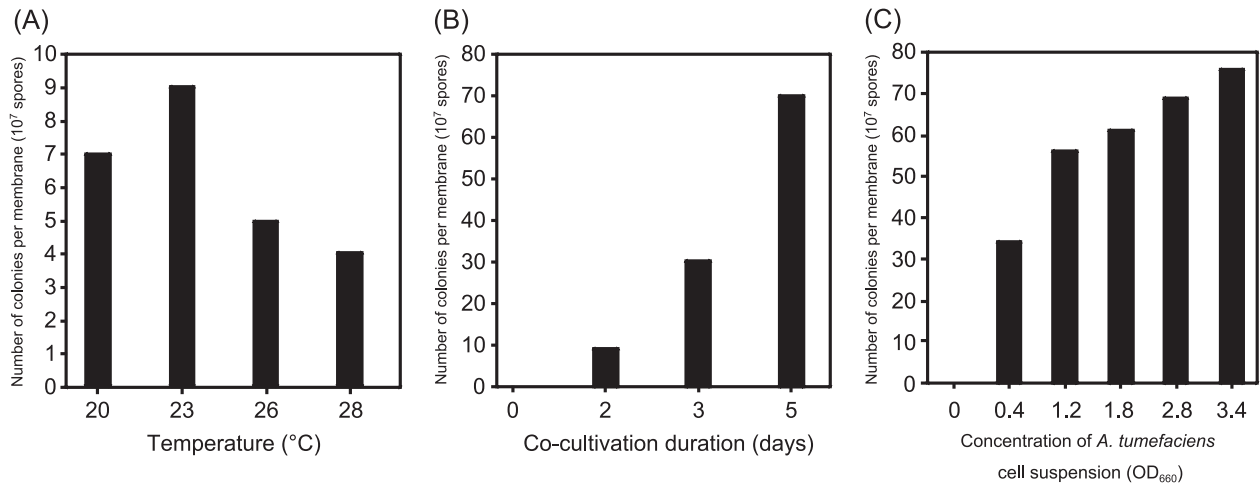 (A)
Number of colonies per membrane (10⁷ spores)
10
9
8
7
6
5
4
3
2
1
0
20 23 26 28
Temperature (°C)
(B)
Number of colonies per membrane (10⁷ spores)
80
70
60
50
40
30
20
10
0
0 2 3 5
Co-cultivation duration (days)
(C)
Number of colonies per membrane (10⁷ spores)
80
70
60
50
40
30
20
10
0
0 0.4 1.2 1.8 2.8 3.4
Concentration of A. tumefaciens
cell suspension (OD₆₆₀)